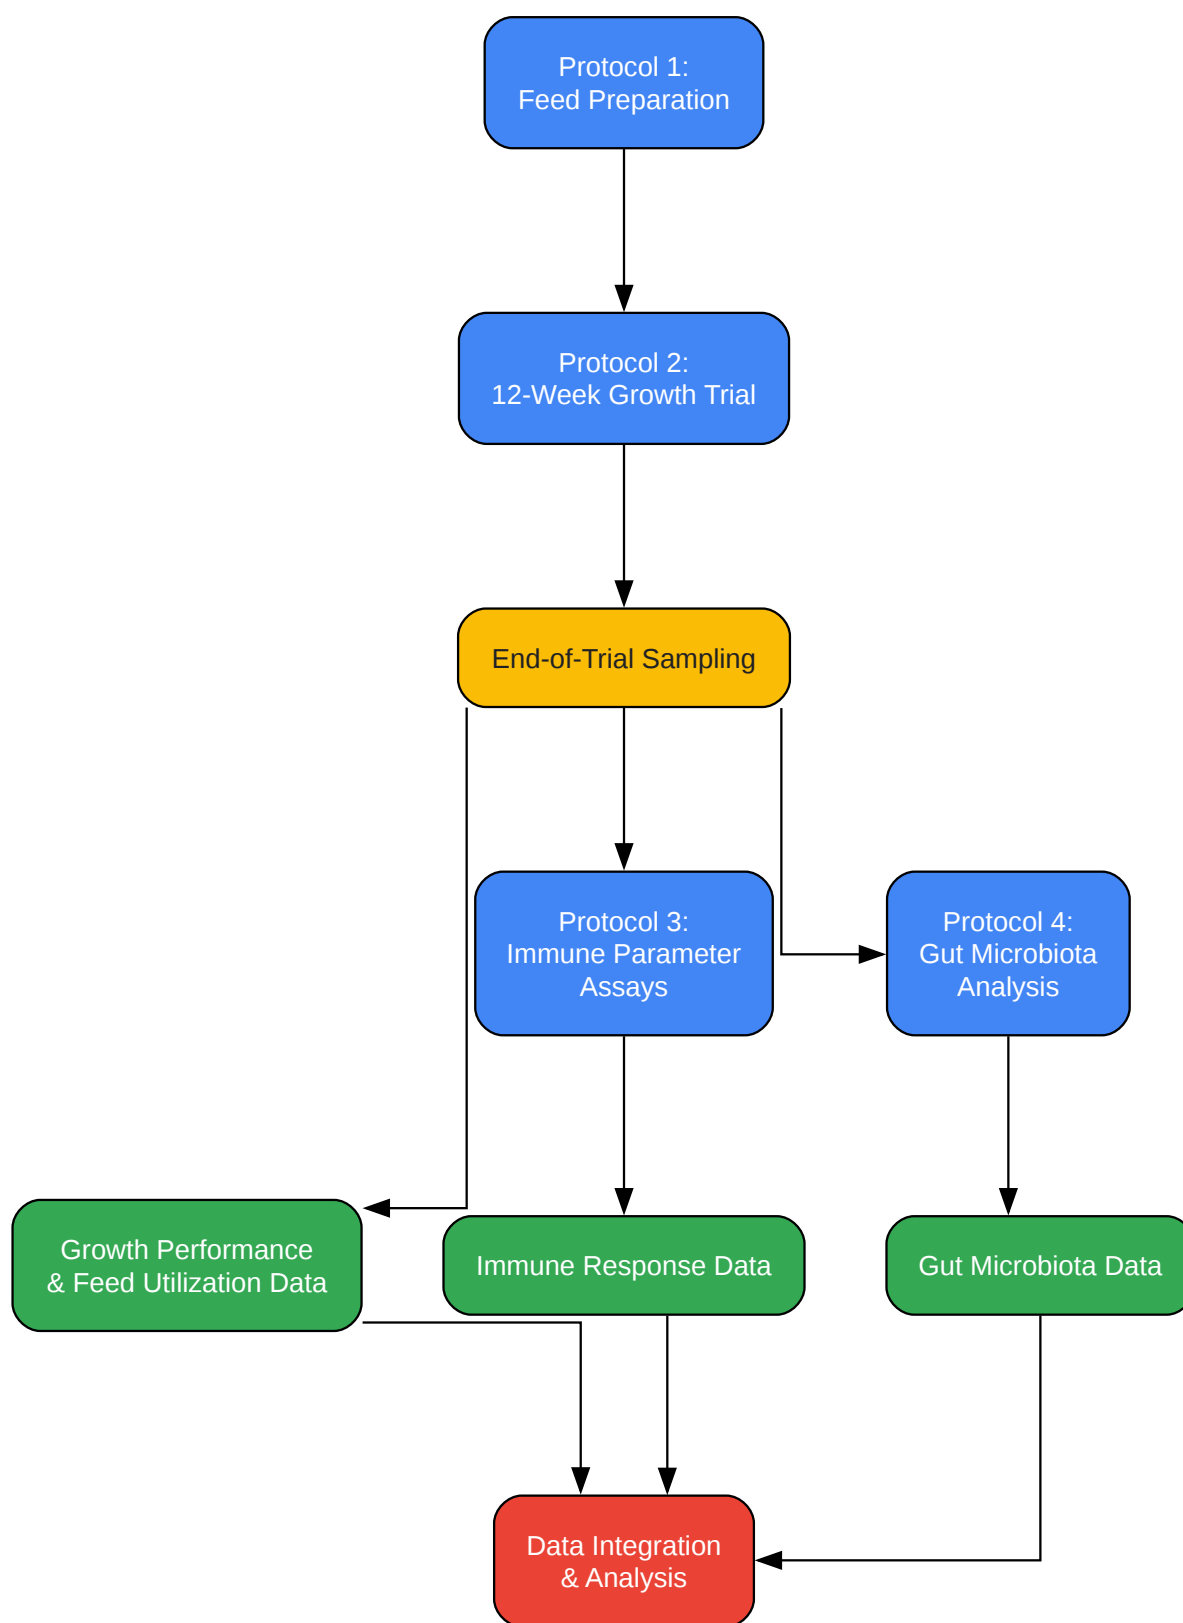 Protocol 1:
Feed Preparation
Protocol 2:
12-Week Growth Trial
End-of-Trial Sampling
Protocol 3:
Immune Parameter
Assays
Protocol 4:
Gut Microbiota
Analysis
Growth Performance
& Feed Utilization Data
Immune Response Data
Gut Microbiota Data
Data Integration
& Analysis